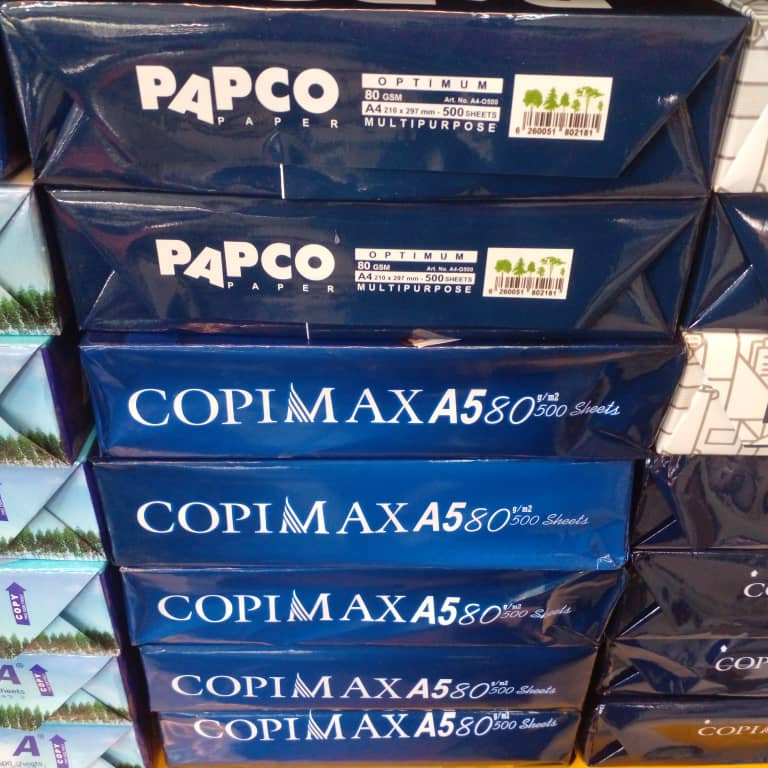 PAPCO
PAPER
OPTIMUM
80 GSM Art. No. A4-O500
A4 210 x 297 mm - 500 SHEETS
MULTIPURPOSE
6 260051 802181
PAPCO
PAPER
OPTIMUM
80 GSM Art. No. A4-O500
A4 210 x 297 mm - 500 SHEETS
MULTIPURPOSE
6 260051 802181
COPIMAX A5 80 g/m2 500 Sheets
COPIMAX A5 80 g/m2 500 Sheets
COPIMAX A5 80 g/m2 500 Sheets
COPIMAX A5 80 g/m2 500 Sheets
COPIMAX A5 80 g/m2 500 Sheets
COPY
A
COPY
A
COPY